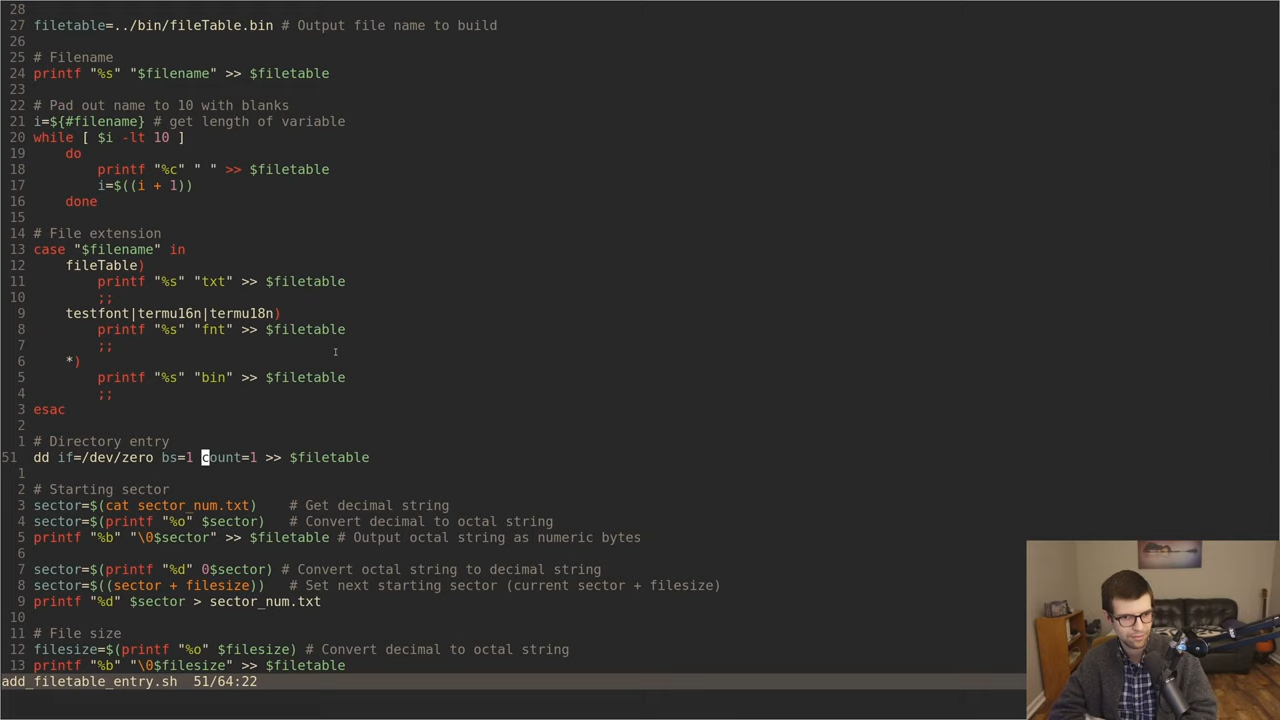 28
27 filetable=../bin/fileTable.bin # Output file name to build
26
25 # Filename
24 printf "%s" "$filename" >> $filetable
23
22 # Pad out name to 10 with blanks
21 i=${#filename} # get length of variable
20 while [ $i -lt 10 ]
19     do
18         printf "%c" " " >> $filetable
17         i=$((i + 1))
16     done
15
14 # File extension
13 case "$filename" in
12     fileTable)
11         printf "%s" "txt" >> $filetable
10         ;;
9     testfont|termu16n|termu18n)
8         printf "%s" "fnt" >> $filetable
7         ;;
6     *)
5         printf "%s" "bin" >> $filetable
4         ;;
3 esac
2
1 # Directory entry
51 dd if=/dev/zero bs=1 count=1 >> $filetable
1
2 # Starting sector
3 sector=$(cat sector_num.txt)    # Get decimal string
4 sector=$(printf "%o" $sector)   # Convert decimal to octal string
5 printf "%b" "\0$sector" >> $filetable # Output octal string as numeric bytes
6
7 sector=$(printf "%d" 0$sector) # Convert octal string to decimal string
8 sector=$((sector + filesize))   # Set next starting sector (current sector + filesize)
9 printf "%d" $sector > sector_num.txt
10
11 # File size
12 filesize=$(printf "%o" $filesize) # Convert decimal to octal string
13 printf "%b" "\0$filesize" >> $filetable
add_filetable_entry.sh  51/64:22